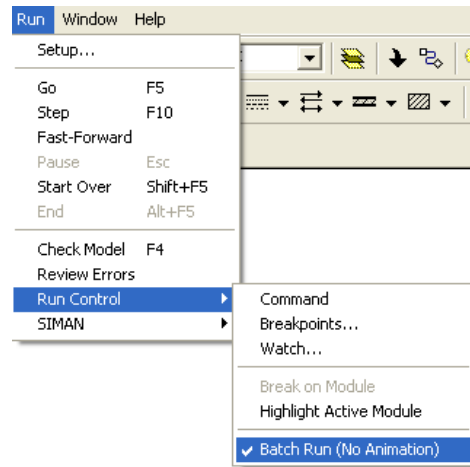 Run Window Help
Setup...
Go F5
Step F10
Fast-Forward
Pause Esc
Start Over Shift+F5
End Alt+F5
Check Model F4
Review Errors
Run Control
SIMAN
Command
Breakpoints...
Watch...
Break on Module
Highlight Active Module
Batch Run (No Animation)